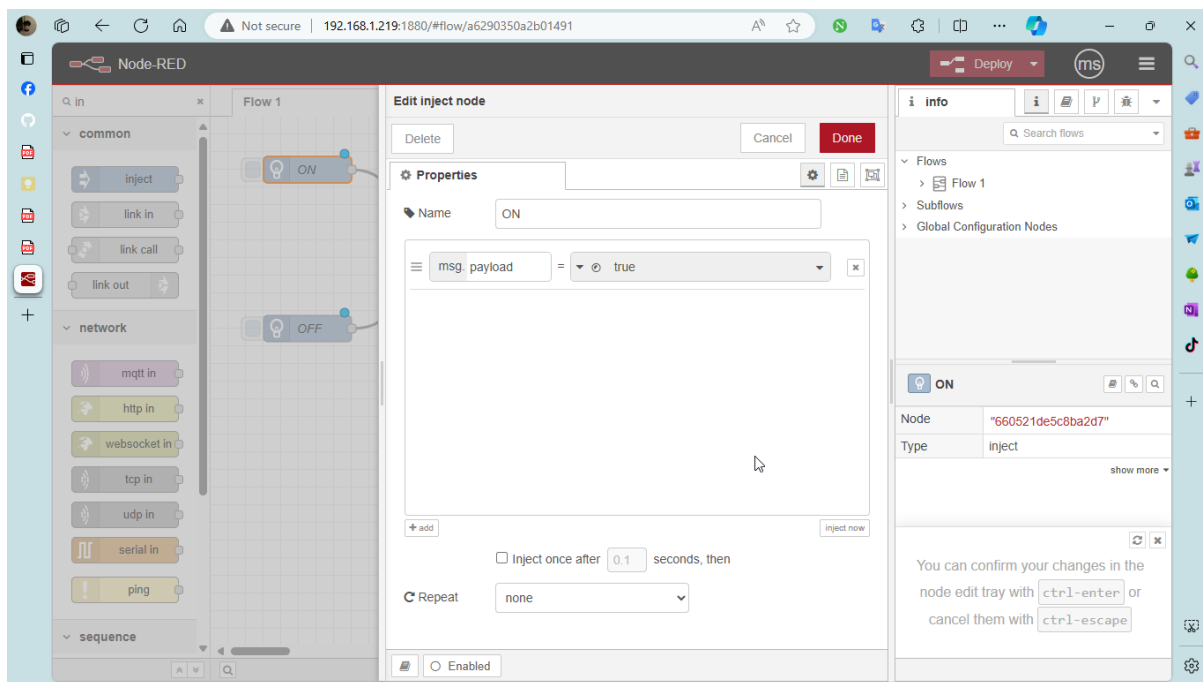 Not secure
192.168.1.219:1880/#flow/a6290350a2b01491
Node-RED
Deploy
ms
in
common
inject
link in
link call
link out
network
mqtt in
http in
websocket in
tcp in
udp in
serial in
ping
sequence
Flow 1
ON
OFF
Edit inject node
Delete
Cancel
Done
Properties
Name
ON
msg. payload = true
+ add
inject now
Inject once after 0.1 seconds, then
Repeat
none
Enabled
i info
i
Search flows
Flows
Flow 1
Subflows
Global Configuration Nodes
ON
Node "660521de5c8ba2d7"
Type inject
show more
You can confirm your changes in the
node edit tray with ctrl-enter or
cancel them with ctrl-escape